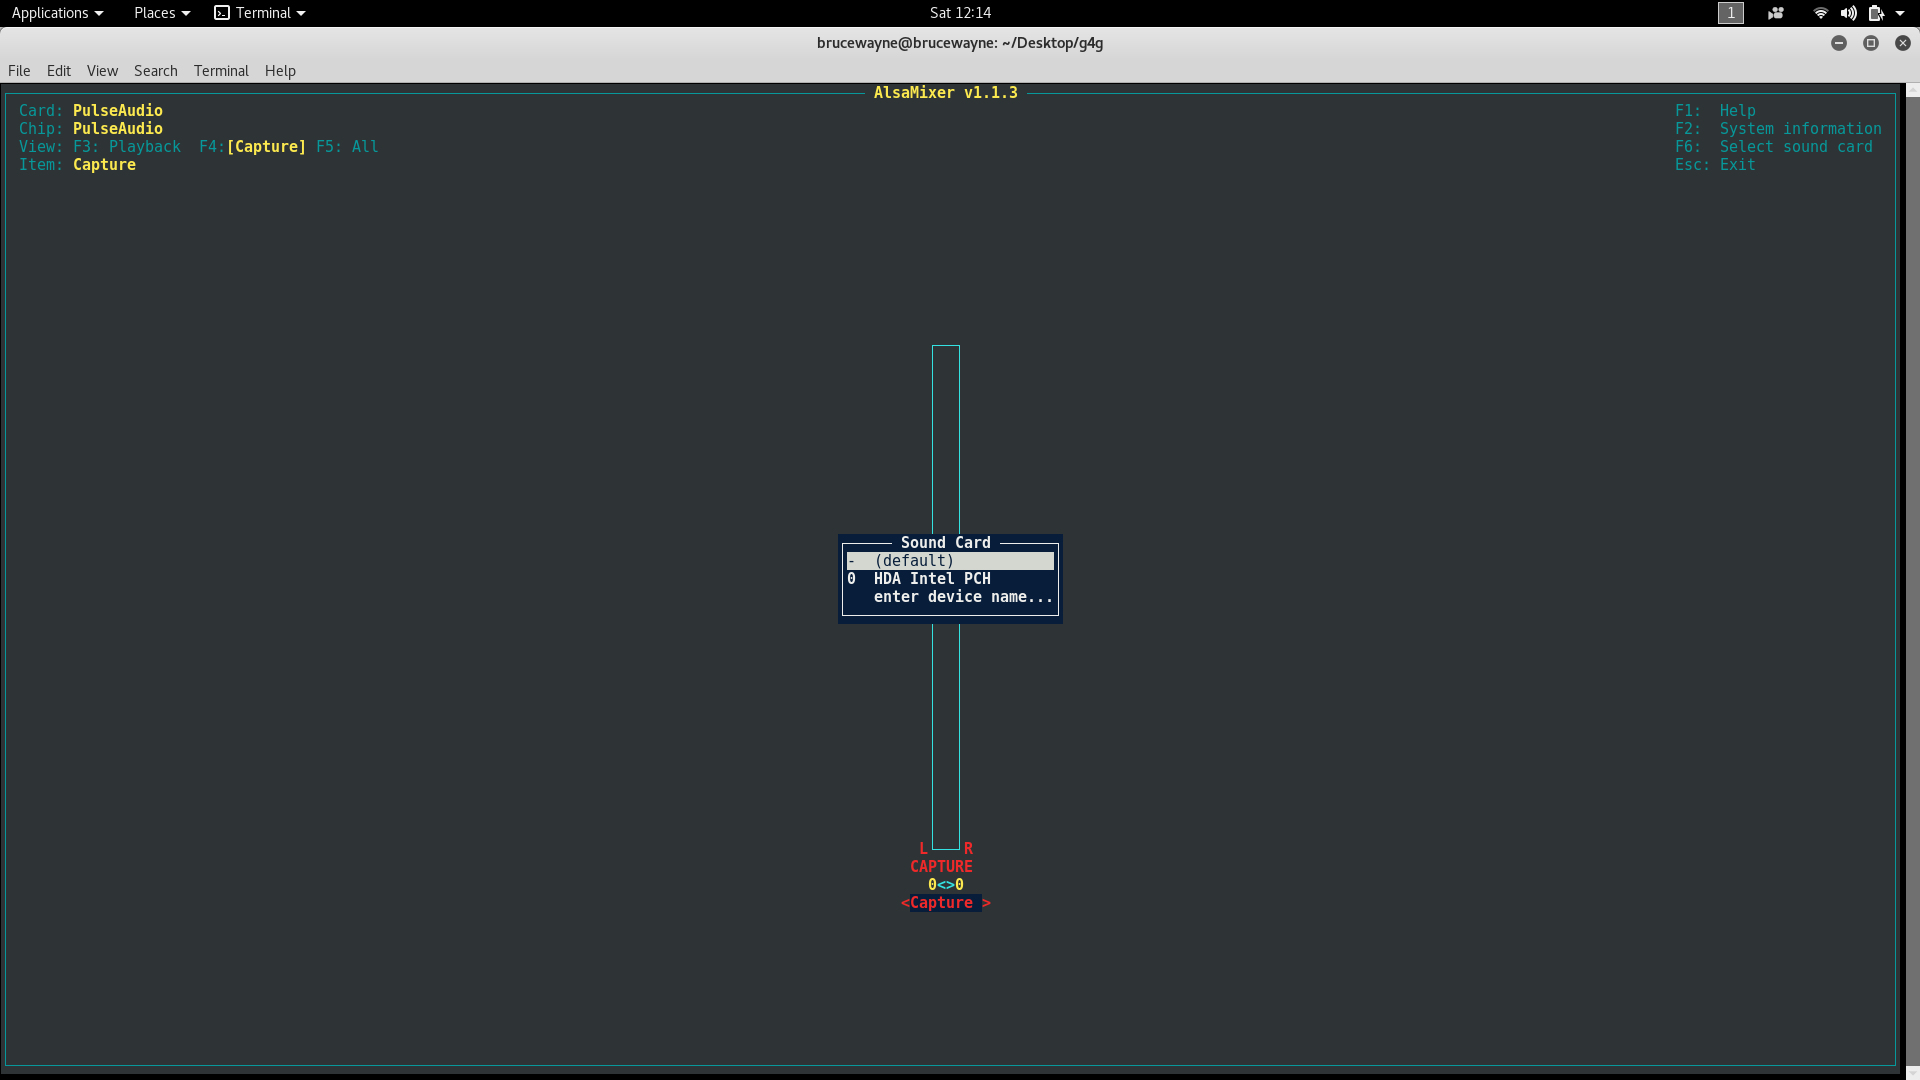 Applications Places Terminal Sat 12:14 1
brucewayne@brucewayne: ~/Desktop/g4g
File Edit View Search Terminal Help
AlsaMixer v1.1.3
Card: PulseAudio F1: Help
Chip: PulseAudio F2: System information
View: F3: Playback F4:[Capture] F5: All F6: Select sound card
Item: Capture Esc: Exit
Sound Card
- (default)
0 HDA Intel PCH
enter device name...
L R
CAPTURE
0<>0
<Capture >